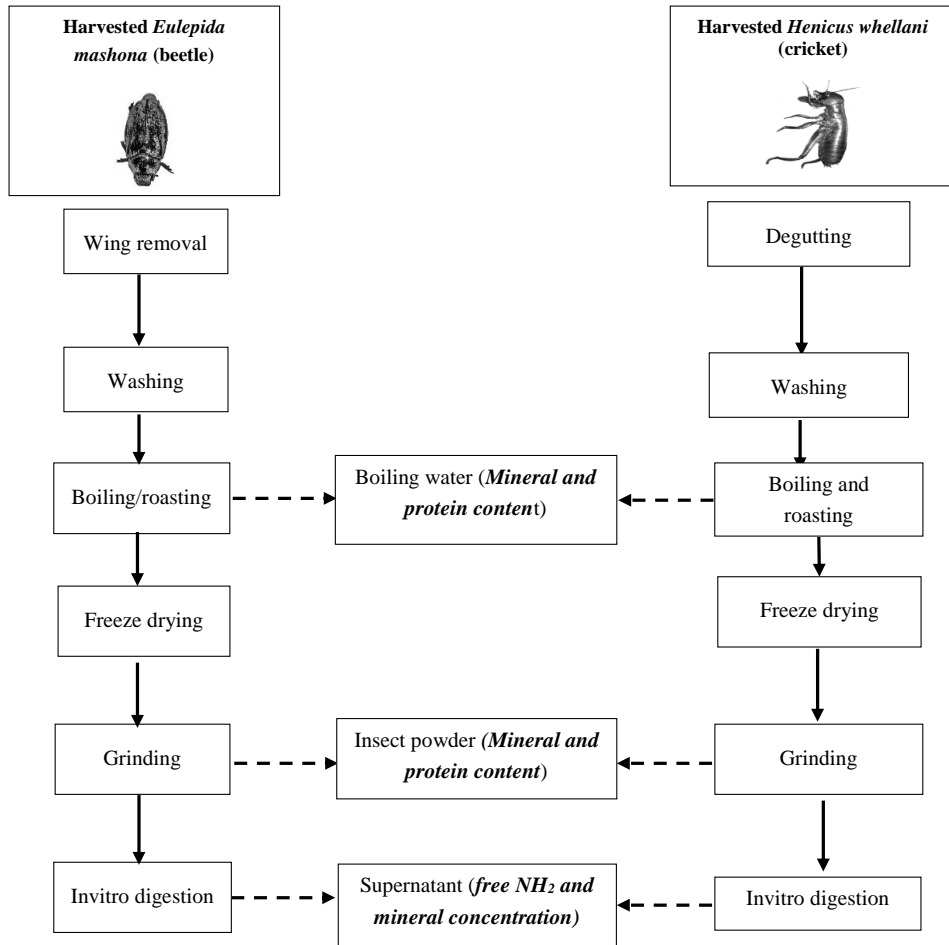 Harvested Eulepida
mashona (beetle)
Harvested Henicus whellani
(cricket)
Wing removal
Degutting
Washing
Washing
Boiling/roasting
Boiling water (Mineral and
protein content)
Boiling and
roasting
Freeze drying
Freeze drying
Grinding
Insect powder (Mineral and
protein content)
Grinding
Invitro digestion
Supernatant (free NH₂ and
mineral concentration)
Invitro digestion